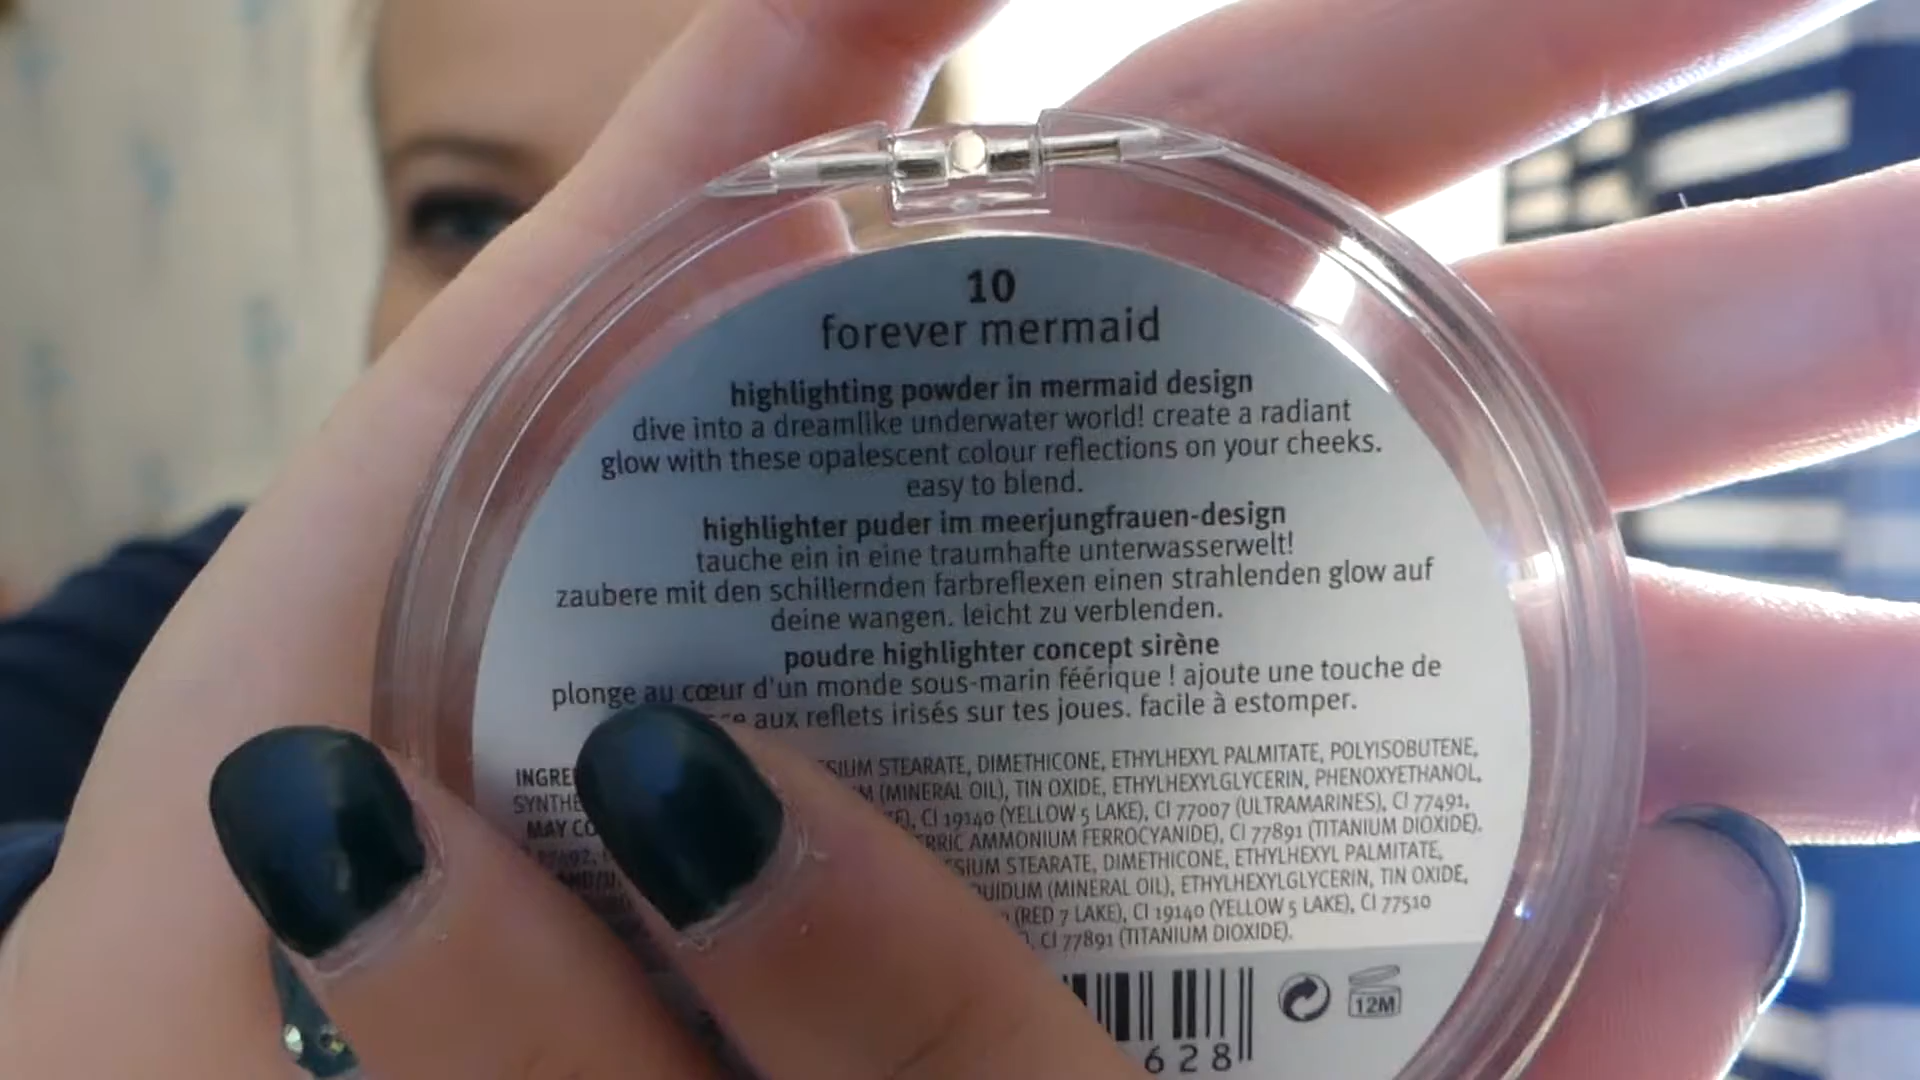 10
forever mermaid
highlighting powder in mermaid design
dive into a dreamlike underwater world! create a radiant
glow with these opalescent colour reflections on your cheeks.
easy to blend.
highlighter puder im meerjungfrauen-design
tauche ein in eine traumhafte unterwasserwelt!
zaubere mit den schillernden farbreflexen einen strahlenden glow auf
deine wangen. leicht zu verblenden.
poudre highlighter concept sirène
plonge au cœur d'un monde sous-marin féérique ! ajoute une touche de
aux reflets irisés sur tes joues. facile à estomper.
STEARATE, DIMETHICONE, ETHYLHEXYL PALMITATE, POLYISOBUTENE,
(MINERAL OIL), TIN OXIDE, ETHYLHEXYLGLYCERIN, PHENOXYETHANOL,
CI 19140 (YELLOW 5 LAKE), CI 77007 (ULTRAMARINES), CI 77491,
MAY
AMMONIUM FERROCYANIDE), CI 77891 (TITANIUM DIOXIDE).
STEARATE, DIMETHICONE, ETHYLHEXYL PALMITATE,
(MINERAL OIL), ETHYLHEXYLGLYCERIN, TIN OXIDE,
(RED 7 LAKE), CI 19140 (YELLOW 5 LAKE), CI 77510
CI 77891 (TITANIUM DIOXIDE).
12M
628